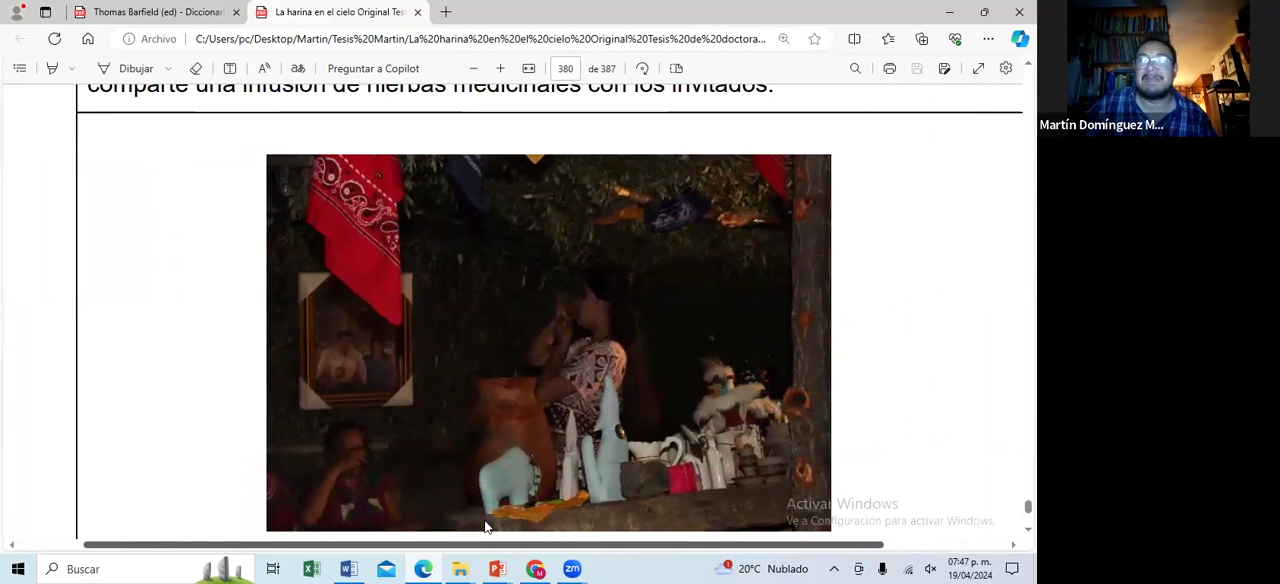 Thomas Barfield (ed) - Diccionari
La harina en el cielo Original Tesi
Archivo
C:/Users/pc/Desktop/Martin/Tesis%20Martin/La%20harina%20en%20el%20cielo%20Original%20Tesis%20de%20doctora...
Dibujar
Preguntar a Copilot
380
de 387
comparte una infusión de hierbas medicinales con los invitados.
Martín Domínguez M...
Activar Windows
Ve a Configuración para activar Windows.
Buscar
20°C Nublado
07:47 p. m.
19/04/2024